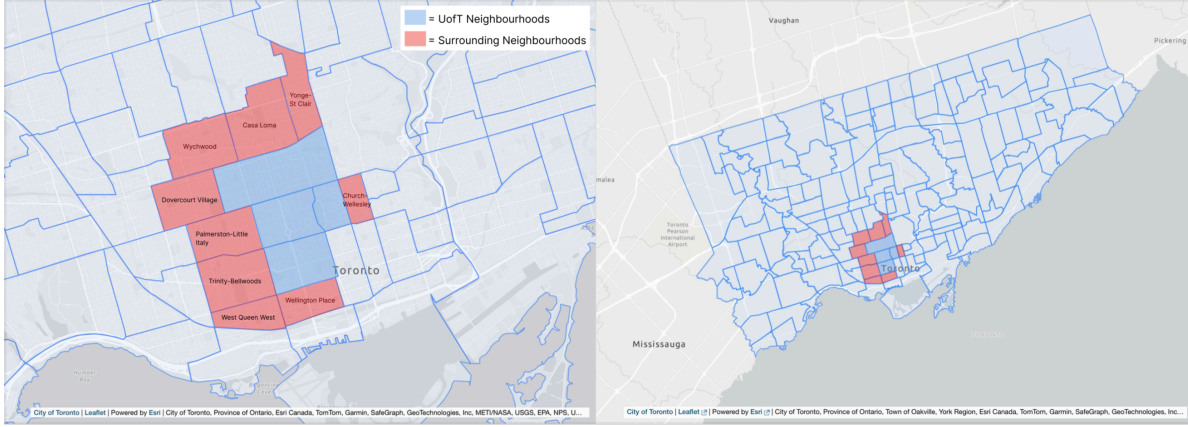 = UofT Neighbourhoods
= Surrounding Neighbourhoods
Yonge-
St Clair
Casa Loma
Wychwood
Dovercourt Village
Church-
Wellesley
Palmerston-Little
Italy
Toronto
Trinity-Bellwoods
Wellington Place
West Queen West
Humber
Bay
City of Toronto | Leaflet | Powered by Esri | City of Toronto, Province of Ontario, Esri Canada, TomTom, Garmin, SafeGraph, GeoTechnologies, Inc, METI/NASA, USGS, EPA, NPS, U...
Vaughan
Pickering
malea
Toronto
Pearson
International
Airport
Toronto
Mississauga
City of Toronto | Leaflet | Powered by Esri | City of Toronto, Province of Ontario, Town of Oakville, York Region, Esri Canada, TomTom, Garmin, SafeGraph, GeoTechnologies, Inc...